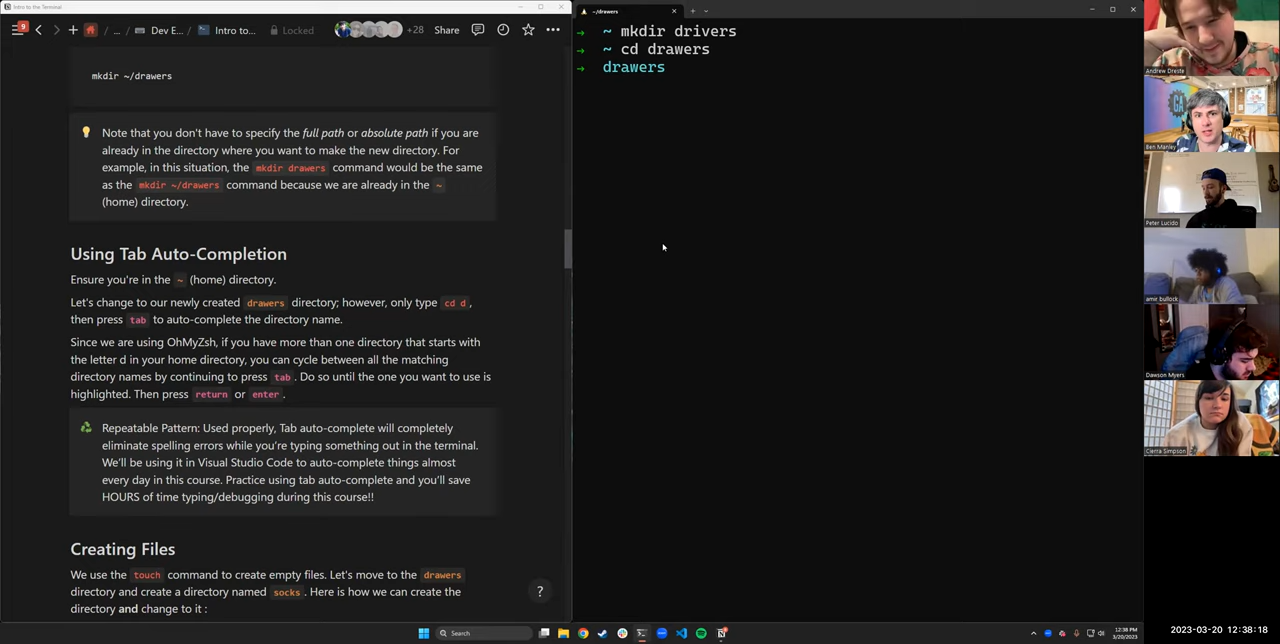 Intro to the Terminal
9
... / Dev E... / Intro to... Locked +28 Share
mkdir ~/drawers
Note that you don't have to specify the full path or absolute path if you are
already in the directory where you want to make the new directory. For
example, in this situation, the mkdir drawers command would be the same
as the mkdir ~/drawers command because we are already in the ~
(home) directory.
Using Tab Auto-Completion
Ensure you're in the ~ (home) directory.
Let's change to our newly created drawers directory; however, only type cd d,
then press tab to auto-complete the directory name.
Since we are using OhMyZsh, if you have more than one directory that starts with
the letter d in your home directory, you can cycle between all the matching
directory names by continuing to press tab. Do so until the one you want to use is
highlighted. Then press return or enter.
Repeatable Pattern: Used properly, Tab auto-complete will completely
eliminate spelling errors while you're typing something out in the terminal.
We'll be using it in Visual Studio Code to auto-complete things almost
every day in this course. Practice using tab auto-complete and you'll save
HOURS of time typing/debugging during this course!!
Creating Files
We use the touch command to create empty files. Let's move to the drawers
directory and create a directory named socks. Here is how we can create the
directory and change to it :
?
~/drawers
→ ~ mkdir drivers
→ ~ cd drawers
→ drawers
Andrew Dreste
GA
Ben Manley
Peter Lucido
amir bullock
Dawson Myers
Cierra Simpson
Search
12:38 PM
3/20/2023
2023-03-20 12:38:18